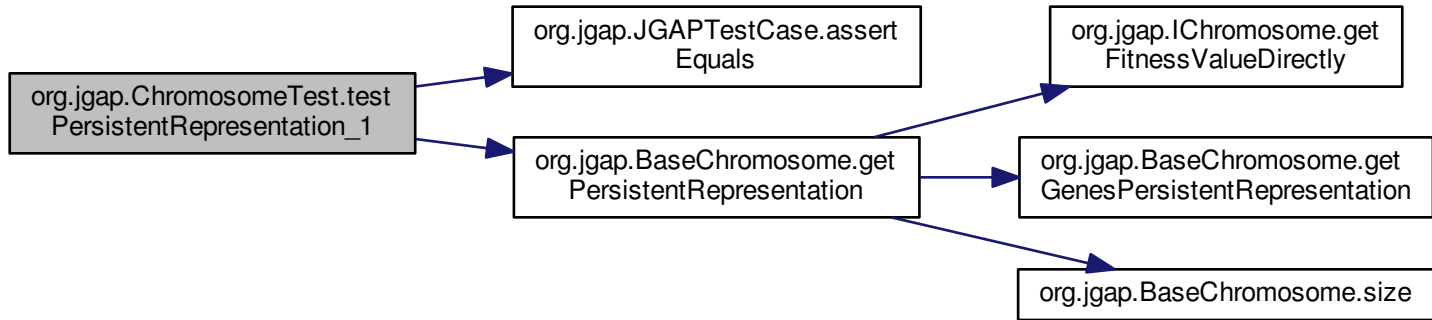 org.jgap.ChromosomeTest.test
PersistentRepresentation_1
org.jgap.JGAPTestCase.assert
Equals
org.jgap.BaseChromosome.get
PersistentRepresentation
org.jgap.IChromosome.get
FitnessValueDirectly
org.jgap.BaseChromosome.get
GenesPersistentRepresentation
org.jgap.BaseChromosome.size